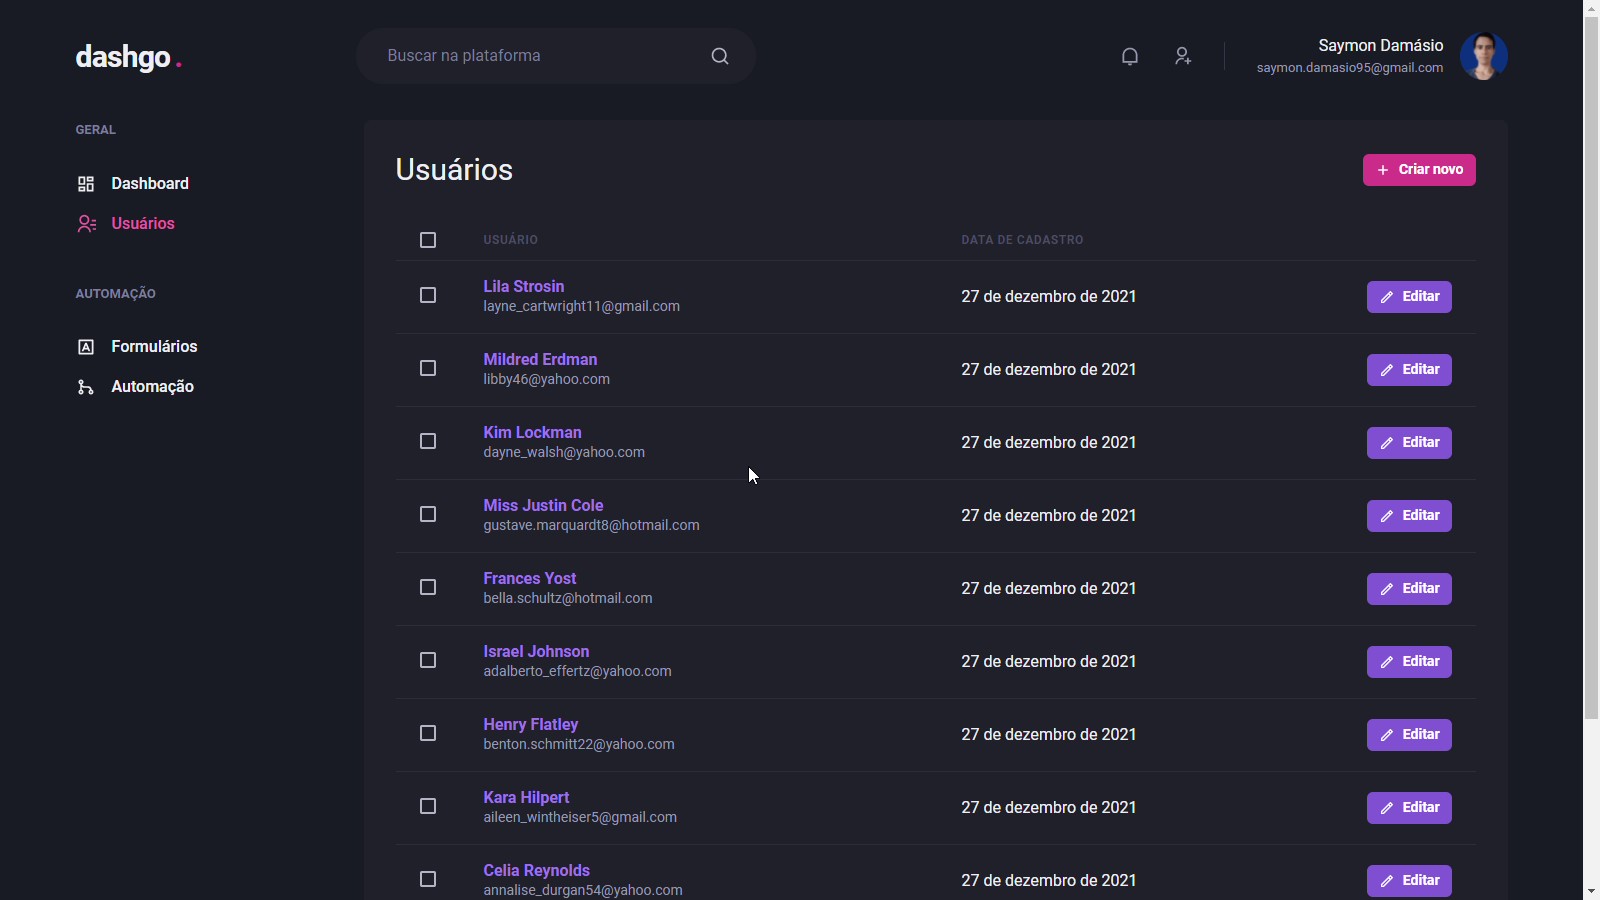 dashgo.
Buscar na plataforma
Saymon Damásio
saymon.damasio95@gmail.com
GERAL
Dashboard
Usuários
AUTOMAÇÃO
Formulários
Automação
Usuários
Criar novo
USUÁRIO DATA DE CADASTRO
Lila Strosin
layne_cartwright11@gmail.com
27 de dezembro de 2021
Editar
Mildred Erdman
libby46@yahoo.com
27 de dezembro de 2021
Editar
Kim Lockman
dayne_walsh@yahoo.com
27 de dezembro de 2021
Editar
Miss Justin Cole
gustave.marquardt8@hotmail.com
27 de dezembro de 2021
Editar
Frances Yost
bella.schultz@hotmail.com
27 de dezembro de 2021
Editar
Israel Johnson
adalberto_effertz@yahoo.com
27 de dezembro de 2021
Editar
Henry Flatley
benton.schmitt22@yahoo.com
27 de dezembro de 2021
Editar
Kara Hilpert
aileen_wintheiser5@gmail.com
27 de dezembro de 2021
Editar
Celia Reynolds
annalise_durgan54@yahoo.com
27 de dezembro de 2021
Editar